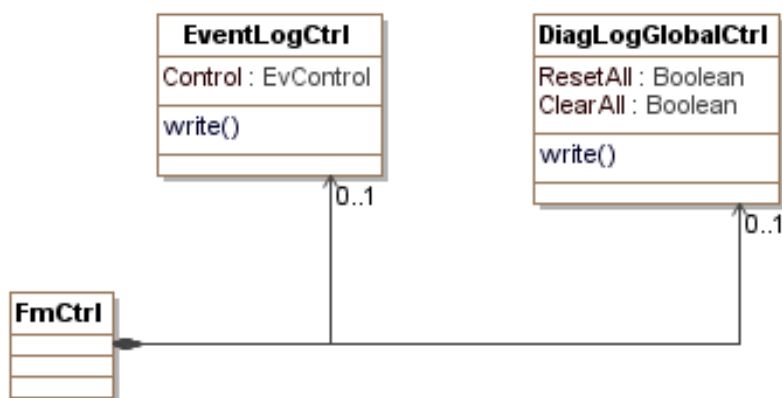 EventLogCtrl
Control : EvControl
write()
0..1
DiagLogGlobalCtrl
ResetAll : Boolean
ClearAll : Boolean
write()
0..1
FmCtrl